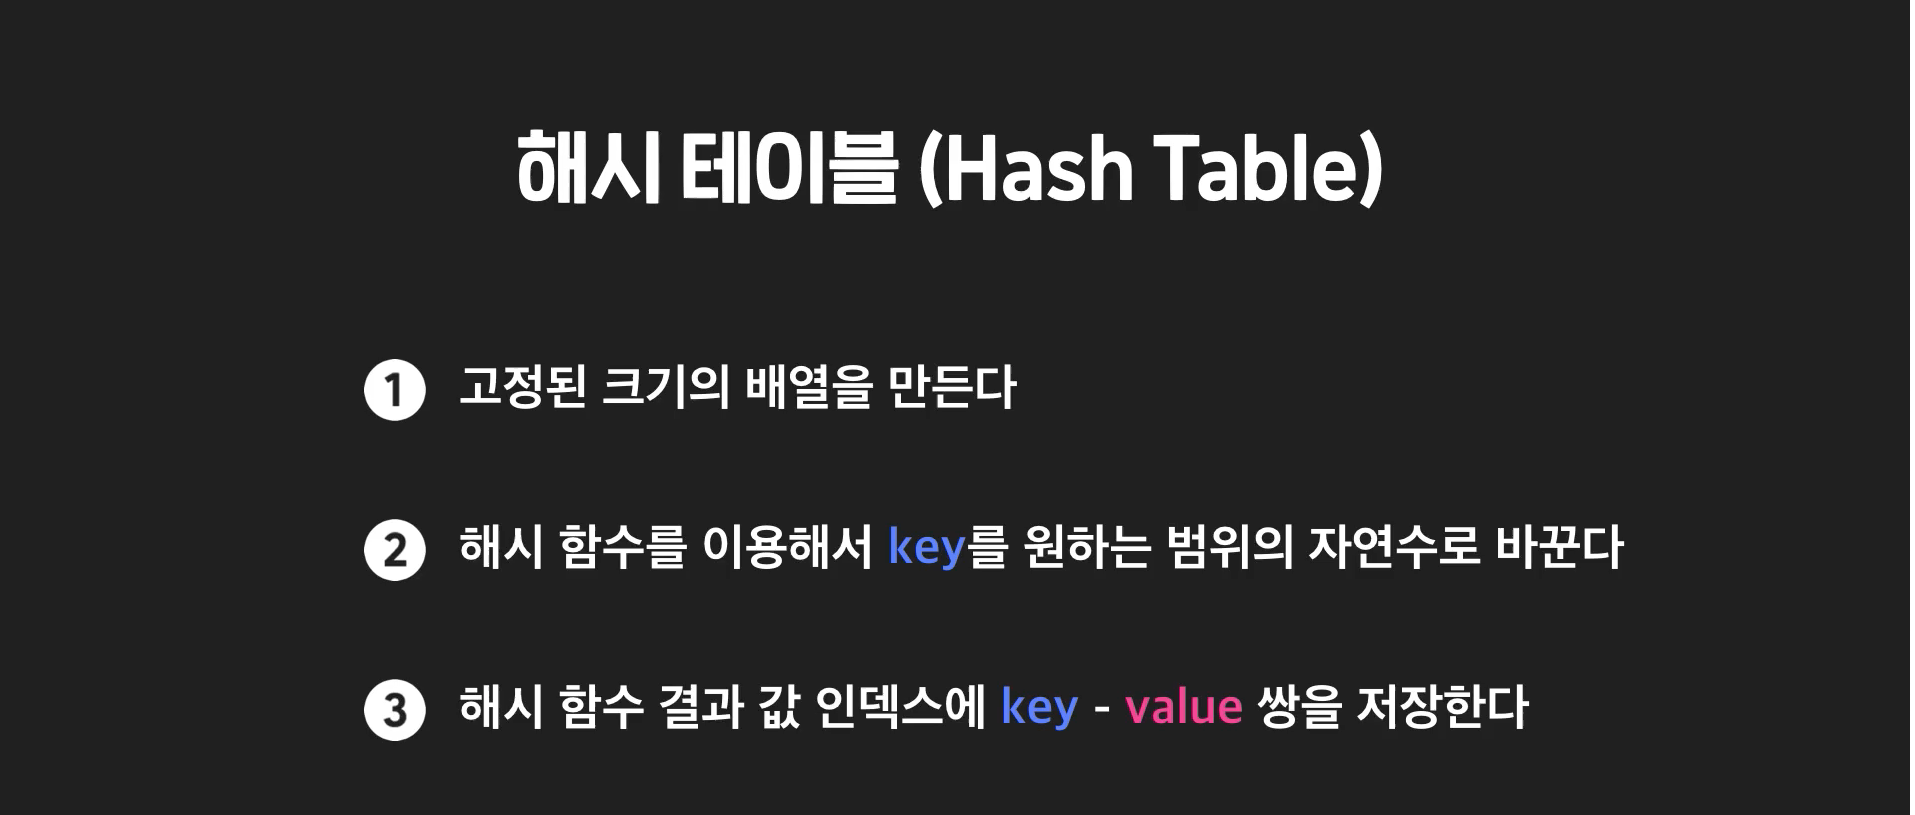 해시 테이블 (Hash Table)
1 고정된 크기의 배열을 만든다
2 해시 함수를 이용해서 key를 원하는 범위의 자연수로 바꾼다
3 해시 함수 결과 값 인덱스에 key - value 쌍을 저장한다